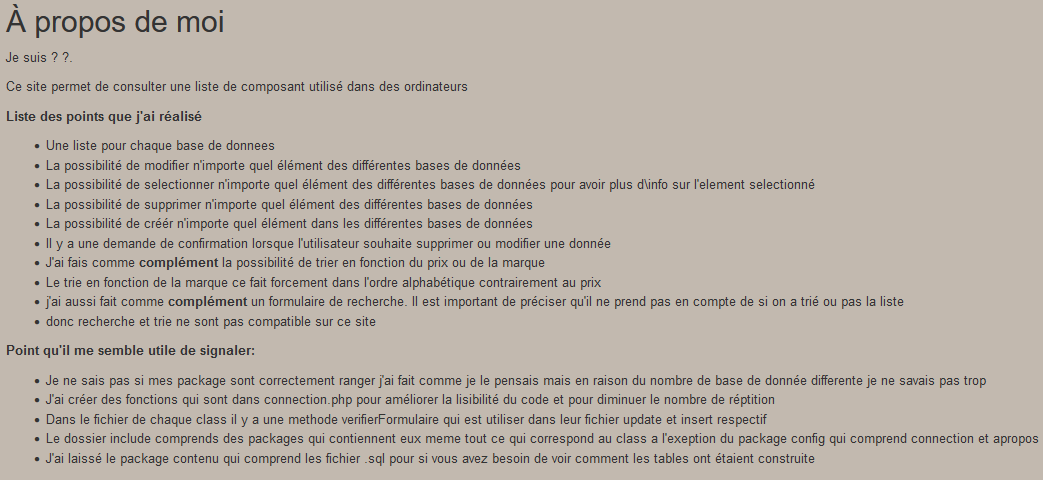 À propos de moi
Je suis ? ?.
Ce site permet de consulter une liste de composant utilisé dans des ordinateurs
Liste des points que j'ai réalisé
Une liste pour chaque base de donnees
La possibilité de modifier n'importe quel élément des différentes bases de données
La possibilité de selectionner n'importe quel élément des différentes bases de données pour avoir plus d\info sur l'element selectionné
La possibilité de supprimer n'importe quel élément des différentes bases de données
La possibilité de créér n'importe quel élément dans les différentes bases de données
Il y a une demande de confirmation lorsque l'utilisateur souhaite supprimer ou modifier une donnée
J'ai fais comme complément la possibilité de trier en fonction du prix ou de la marque
Le trie en fonction de la marque ce fait forcement dans l'ordre alphabétique contrairement au prix
j'ai aussi fait comme complément un formulaire de recherche. Il est important de préciser qu'il ne prend pas en compte de si on a trié ou pas la liste
donc recherche et trie ne sont pas compatible sur ce site
Point qu'il me semble utile de signaler:
Je ne sais pas si mes package sont correctement ranger j'ai fait comme je le pensais mais en raison du nombre de base de donnée differente je ne savais pas trop
J'ai créer des fonctions qui sont dans connection.php pour améliorer la lisibilité du code et pour diminuer le nombre de réptition
Dans le fichier de chaque class il y a une methode verifierFormulaire qui est utiliser dans leur fichier update et insert respectif
Le dossier include comprends des packages qui contiennent eux meme tout ce qui correspond au class a l'exeption du package config qui comprend connection et apropos
J'ai laissé le package contenu qui comprend les fichier .sql pour si vous avez besoin de voir comment les tables ont étaient construite